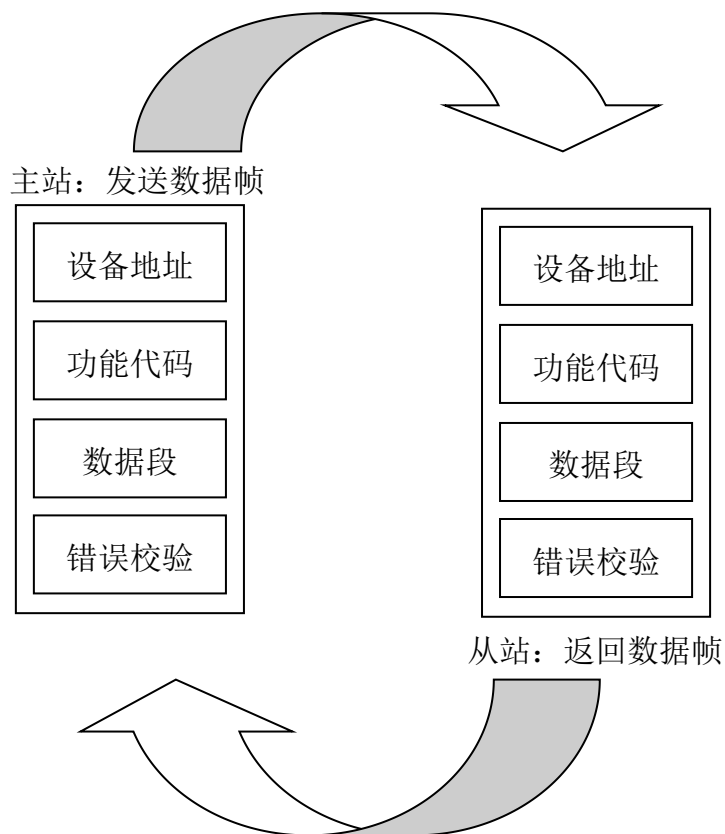 主站：发送数据帧
设备地址
功能代码
数据段
错误校验
设备地址
功能代码
数据段
错误校验
从站：返回数据帧